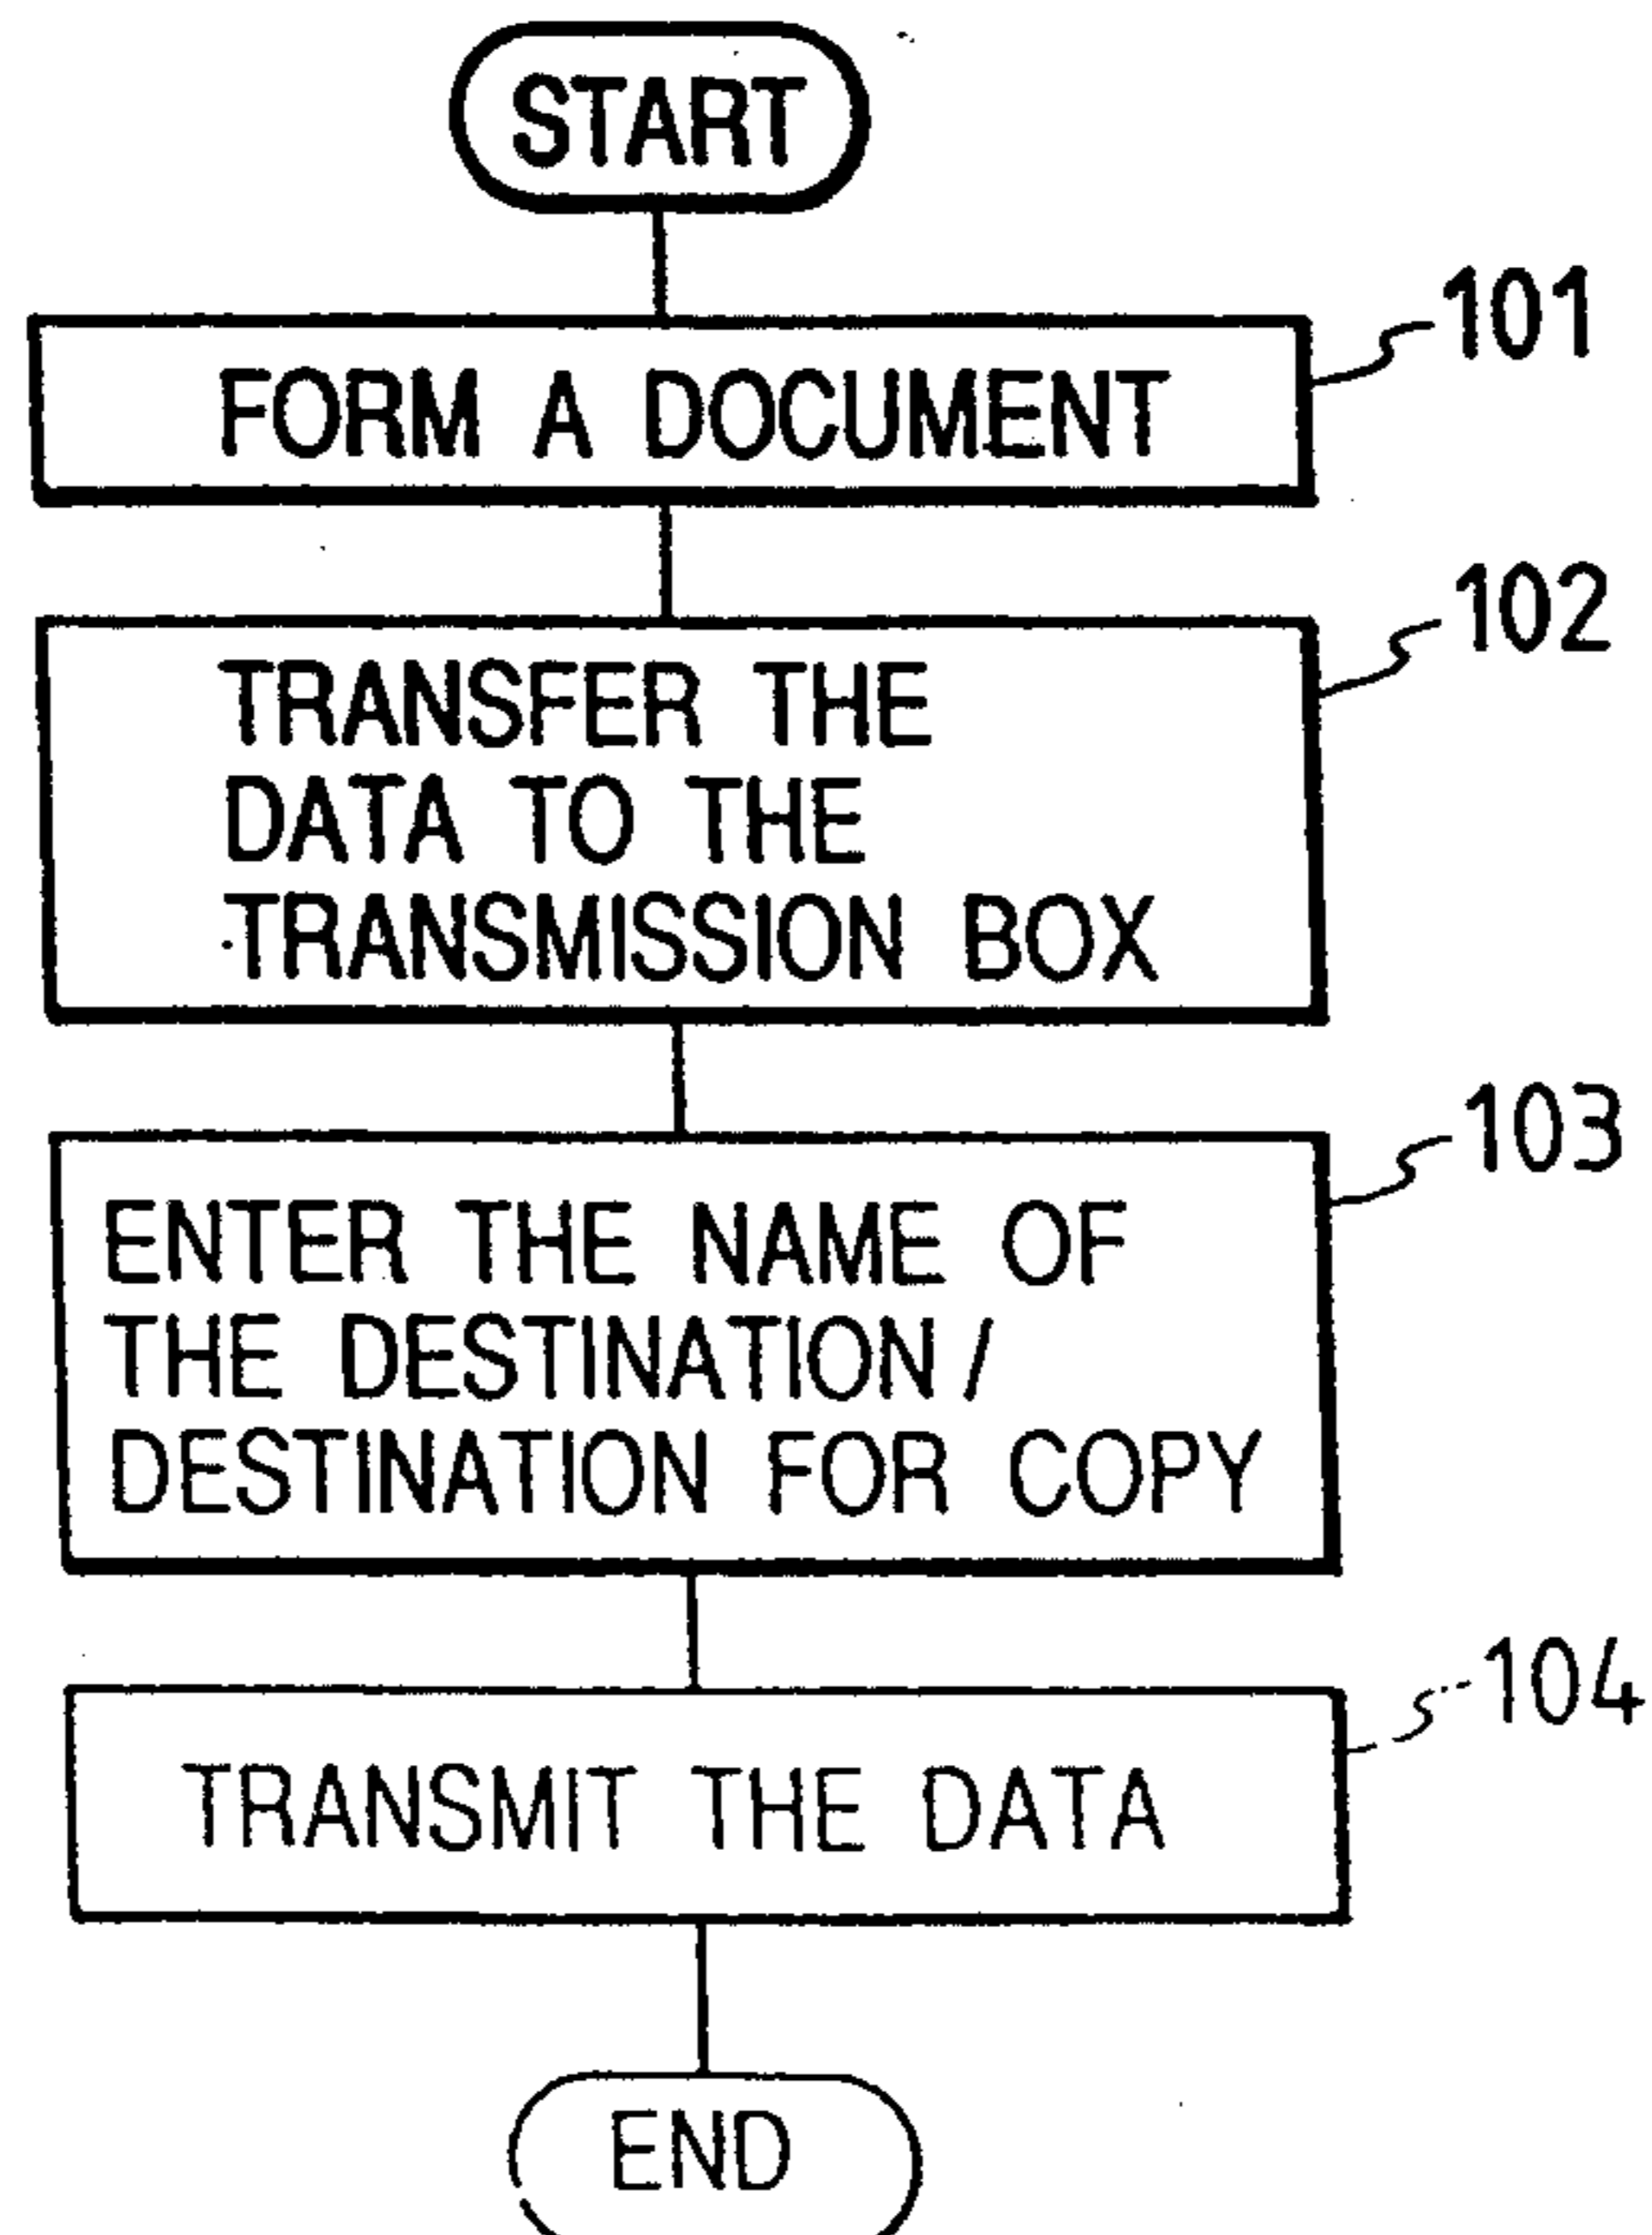 START
101
FORM A DOCUMENT
102
TRANSFER THE
DATA TO THE
TRANSMISSION BOX
103
ENTER THE NAME OF
THE DESTINATION/
DESTINATION FOR COPY
104
TRANSMIT THE DATA
END